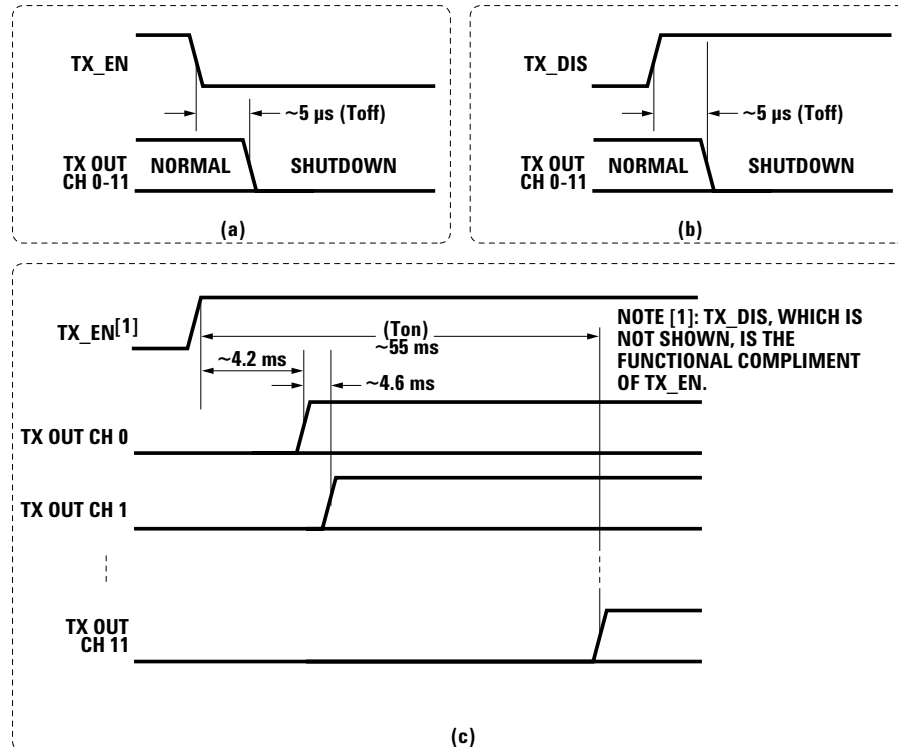 TX_EN
~5 µs (Toff)
TX OUT
CH 0-11
NORMAL
SHUTDOWN
(a)
TX_DIS
~5 µs (Toff)
TX OUT
CH 0-11
NORMAL
SHUTDOWN
(b)
TX_EN[1]
(Ton)
~55 ms
~4.2 ms
~4.6 ms
NOTE [1]: TX_DIS, WHICH IS
NOT SHOWN, IS THE
FUNCTIONAL COMPLIMENT
OF TX_EN.
TX OUT CH 0
TX OUT CH 1
TX OUT
CH 11
(c)